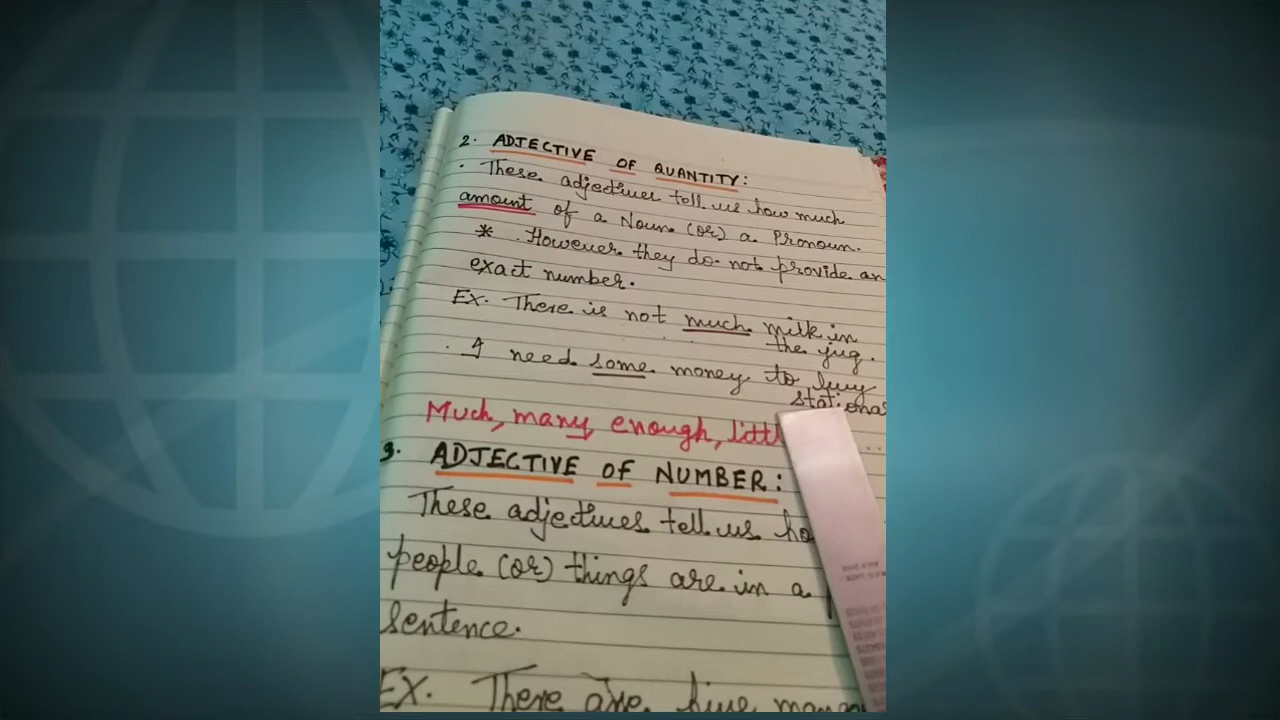 2. ADJECTIVE OF QUANTITY:
. These adjectives tell us how much
amount of a Noun (or) a Pronoun.
* . However they do not provide an
exact number.
Ex. There is not much milk in
the jug.
. I need some money to buy
Much, many, enough,
3. ADJECTIVE OF NUMBER:
These adjectives tell us
people (or) things are in a
sentence.
EX. There are five